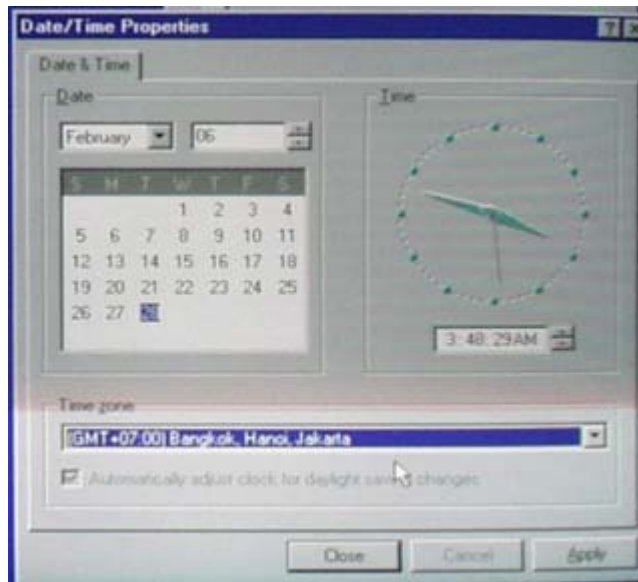 Date/Time Properties
Date & Time
Date
February
06
S M T W T F S
1 2 3 4
5 6 7 8 9 10 11
12 13 14 15 16 17 18
19 20 21 22 23 24 25
26 27 28
Time
3:48:29AM
Time zone
(GMT+07:00) Bangkok, Hanoi, Jakarta
Automatically adjust clock for daylight saving changes
Close
Cancel
Apply